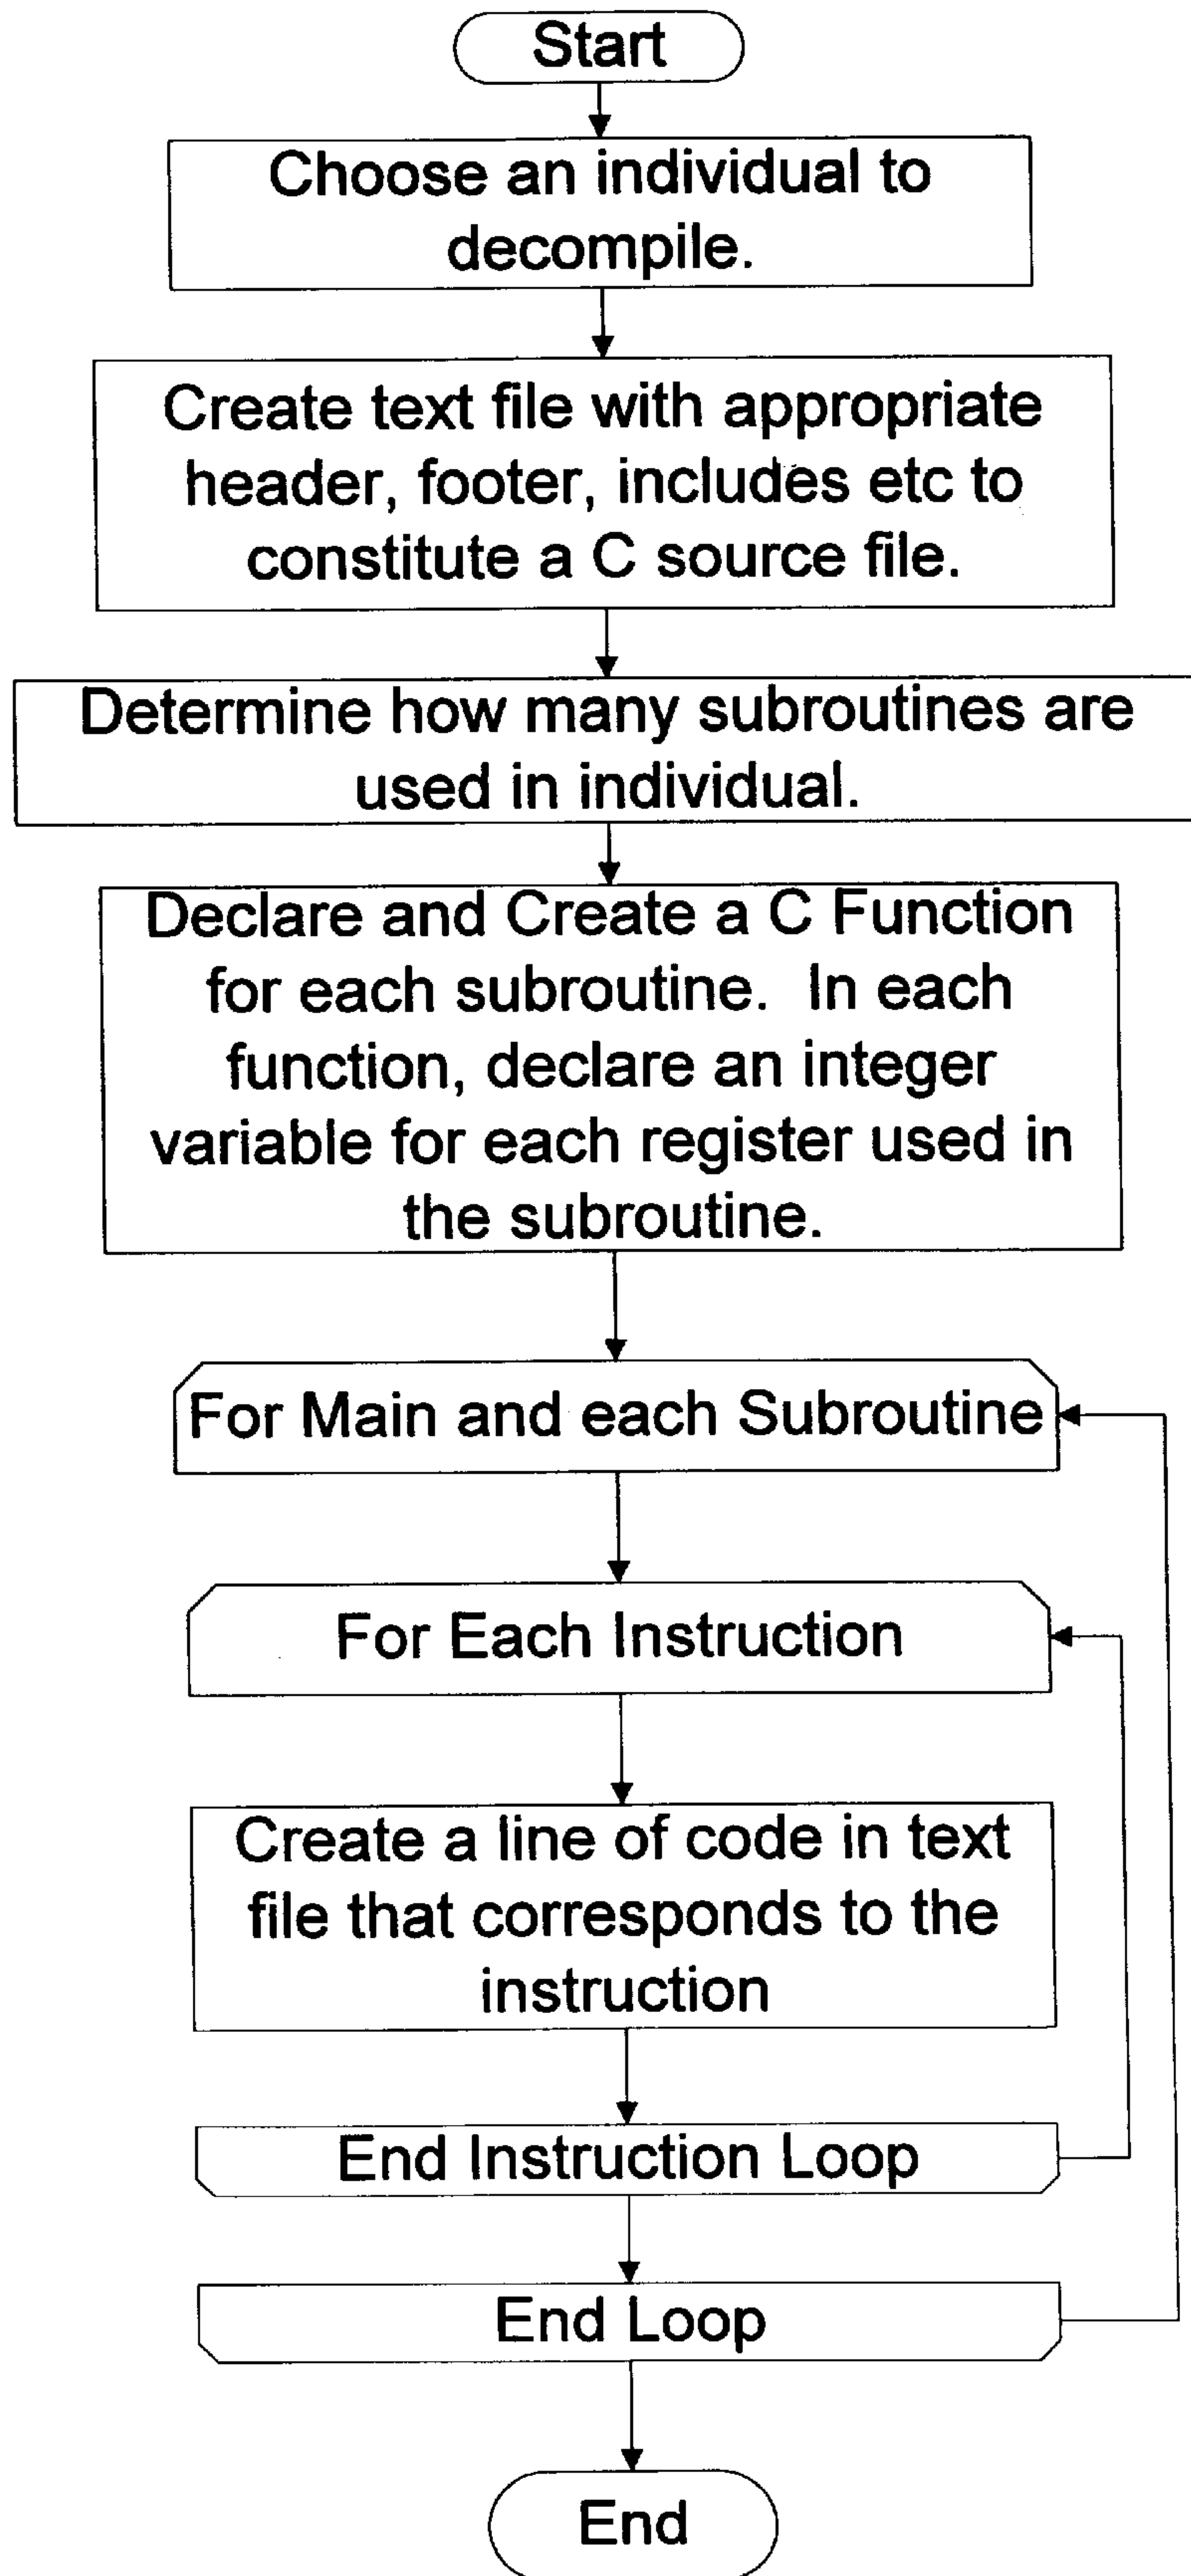 Start
Choose an individual to
decompile.
Create text file with appropriate
header, footer, includes etc to
constitute a C source file.
Determine how many subroutines are
used in individual.
Declare and Create a C Function
for each subroutine. In each
function, declare an integer
variable for each register used in
the subroutine.
For Main and each Subroutine
For Each Instruction
Create a line of code in text
file that corresponds to the
instruction
End Instruction Loop
End Loop
End